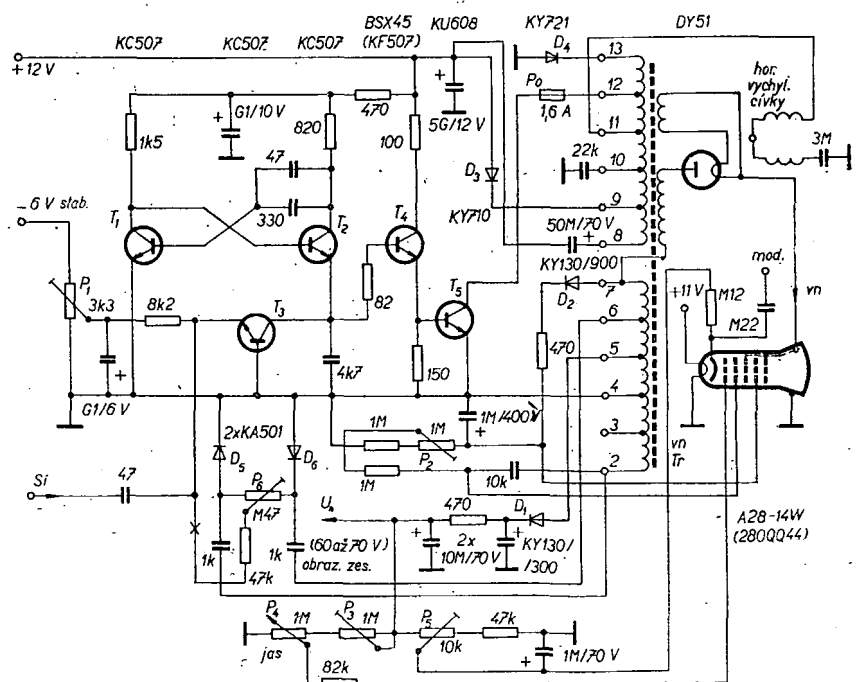 BSX45 KU608 KY721 DY51
KC507 KC507 KC507 (KF507)
+12 V
D4
13
Po
12
1,6 A
hor.
vychyl.
cívky
G1/10 V
470
5G/12 V
1k5
820
100
11
3M
47
22k
10
D3
9
330
KY710
-6 V stab.
T1
T2
T4
50M/70 V
8
KY130/900
mod.
T5
7
D2
+11 V
M12
vn
P1
82
6
M22
3k3
8k2
T3
470
5
4k7
150
G1/6 V
4
1M/400V
1M
1M
3
vn
Tr
2xKA501
D5
D6
P2
1M
10k
2
Si
47
P6
M47
Un
470
D1
A28-14W
(280QQ44)
1k
1k
(60až 70 V)
obraz. zes.
2x
10M/70 V
KY130/
/300
47k
P4
1M
P3
1M
P5
47k
jas
10k
1M/70 V
82k